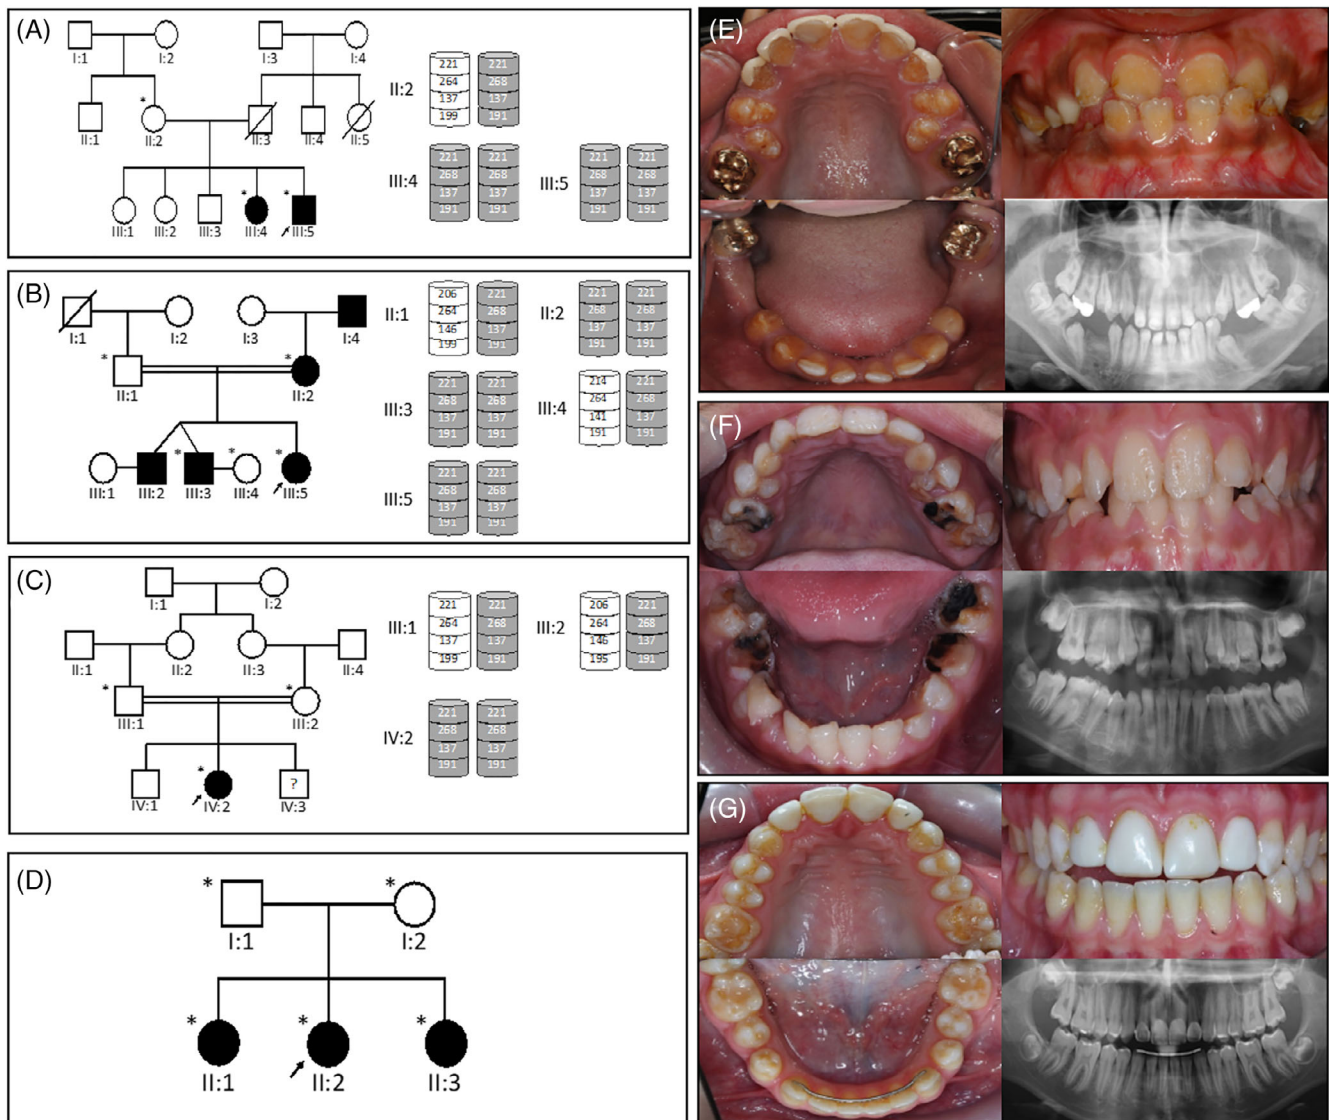 (A)
I:1
I:2
I:3
I:4
*
II:1
II:2
II:3
II:4
II:5
* *
III:1
III:2
III:3
III:4
III:5
II:2
221 221
264 268
137 137
199 191
III:4
221 221
268 268
137 137
191 191
III:5
221 221
268 268
137 137
191 191
(B)
I:1
I:2
I:3
I:4
* *
II:1
II:2
* * *
III:1
III:2
III:3
III:4
III:5
II:1
206 221
264 268
146 137
199 191
II:2
221 221
268 268
137 137
191 191
III:3
221 221
268 268
137 137
191 191
III:4
214 221
264 268
141 137
191 191
III:5
221 221
268 268
137 137
191 191
(C)
I:1
I:2
II:1
II:2
II:3
II:4
* *
III:1
III:2
*
?
IV:1
IV:2
IV:3
III:1
221 221
264 268
137 137
199 191
III:2
206 221
264 268
146 137
195 191
IV:2
221 221
268 268
137 137
191 191
(D)
* *
I:1
I:2
* * *
II:1
II:2
II:3
(E)
(F)
(G)